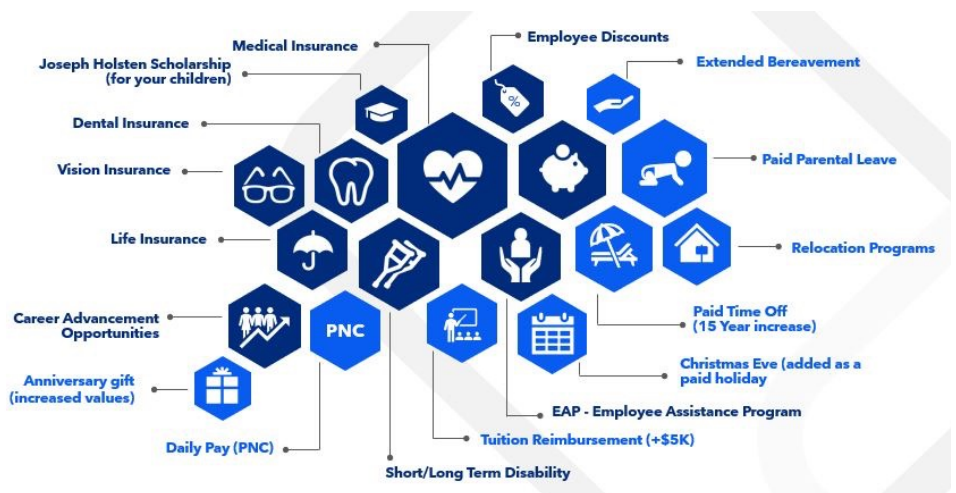 Medical Insurance
Employee Discounts
Joseph Holsten Scholarship
(for your children)
Extended Bereavement
%
Dental Insurance
Vision Insurance
Paid Parental Leave
Life Insurance
Relocation Programs
Career Advancement
Opportunities
PNC
Paid Time Off
(15 Year increase)
Christmas Eve (added as a
paid holiday
Anniversary gift
(increased values)
EAP - Employee Assistance Program
Daily Pay (PNC)
Tuition Reimbursement (+$5K)
Short/Long Term Disability